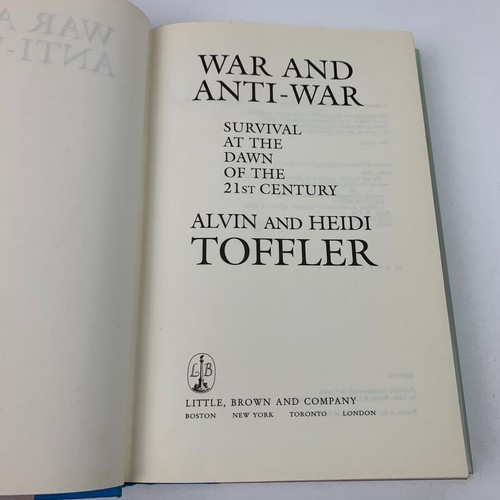 WAR AND
ANTI-WAR
SURVIVAL
AT THE
DAWN
OF THE
21ST CENTURY
ALVIN AND HEIDI
TOFFLER
L B
LITTLE, BROWN AND COMPANY
BOSTON NEW YORK TORONTO LONDON